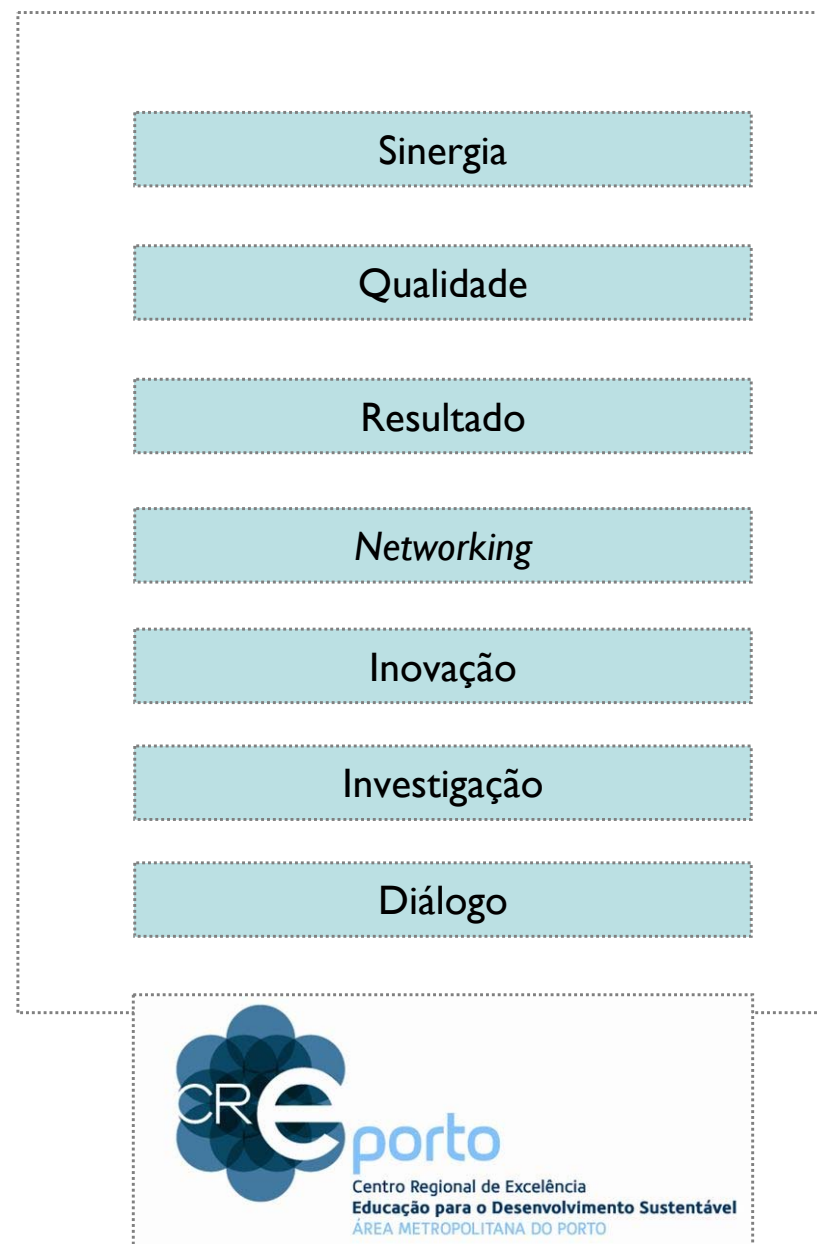 Sinergia
Qualidade
Resultado
Networking
Inovação
Investigação
Diálogo
CRE
porto
Centro Regional de Excelência
Educação para o Desenvolvimento Sustentável
ÁREA METROPOLITANA DO PORTO